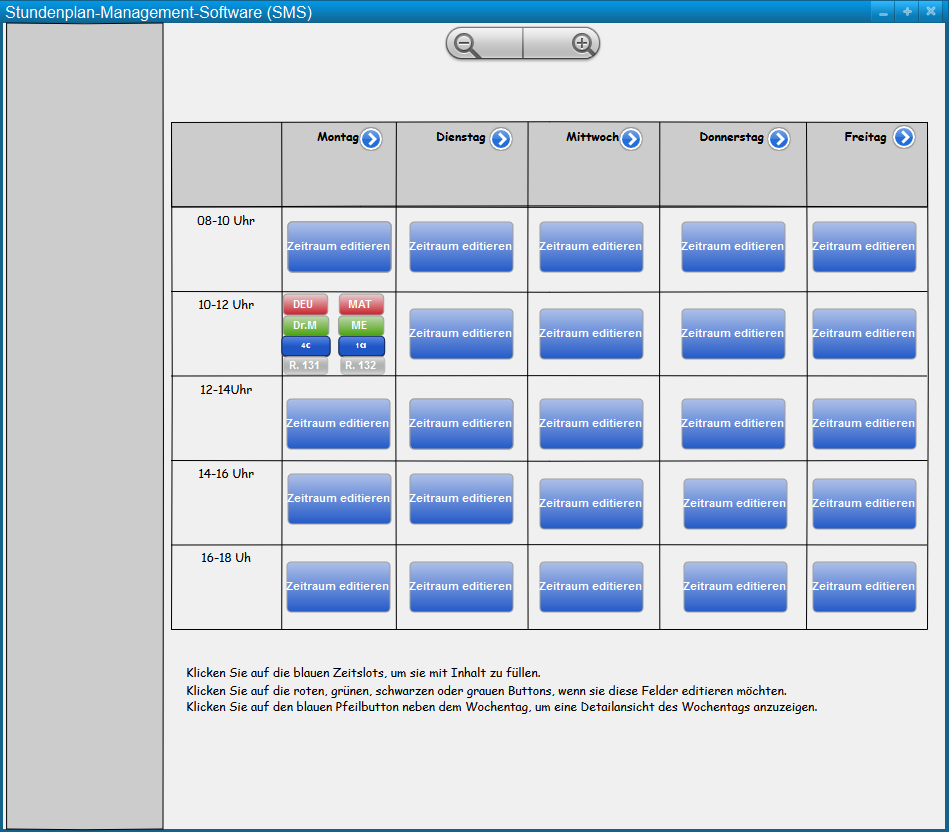 Stundenplan-Management-Software (SMS)
Montag Dienstag Mittwoch Donnerstag Freitag
08-10 Uhr
Zeitraum editieren Zeitraum editieren Zeitraum editieren Zeitraum editieren Zeitraum editieren
10-12 Uhr
DEU MAT
Dr.M ME
4C 1CI
R. 131 R. 132
Zeitraum editieren Zeitraum editieren Zeitraum editieren Zeitraum editieren
12-14Uhr
Zeitraum editieren Zeitraum editieren Zeitraum editieren Zeitraum editieren Zeitraum editieren
14-16 Uhr
Zeitraum editieren Zeitraum editieren Zeitraum editieren Zeitraum editieren Zeitraum editieren
16-18 Uh
Zeitraum editieren Zeitraum editieren Zeitraum editieren Zeitraum editieren Zeitraum editieren
Klicken Sie auf die blauen Zeitslots, um sie mit Inhalt zu füllen.
Klicken Sie auf die roten, grünen, schwarzen oder grauen Buttons, wenn sie diese Felder editieren möchten.
Klicken Sie auf den blauen Pfeilbutton neben dem Wochentag, um eine Detailansicht des Wochentags anzuzeigen.